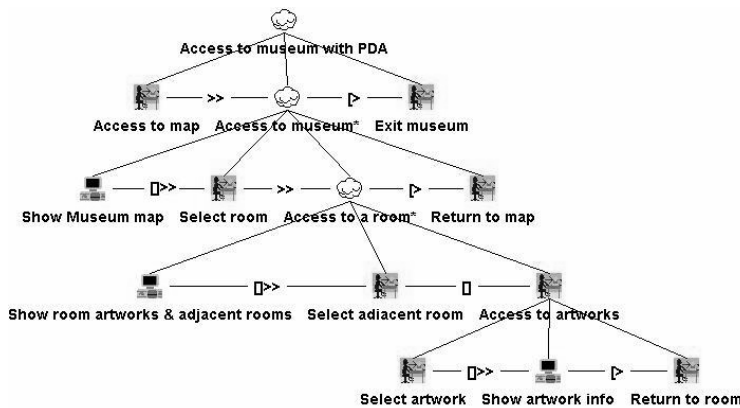 Access to museum with PDA
>> [>
Access to map Access to museum* Exit museum
[]>> >> [>
Show Museum map Select room Access to a room* Return to map
[]>> []
Show room artworks & adjacent rooms Select adiacent room Access to artworks
[]>> [>
Select artwork Show artwork info Return to room